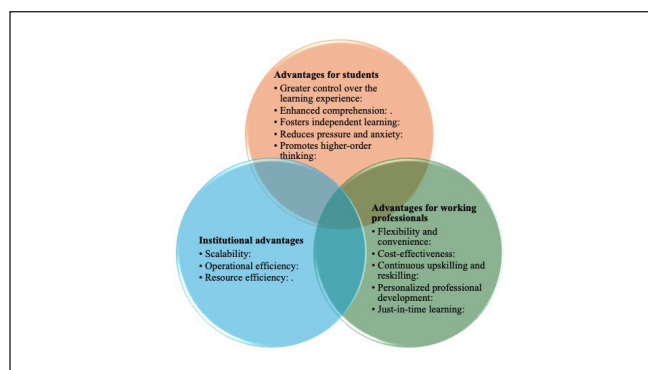 Advantages for students
• Greater control over the
learning experience:
• Enhanced comprehension: .
• Fosters independent learning:
• Reduces pressure and anxiety:
• Promotes higher-order
thinking:
Institutional advantages
• Scalability:
• Operational efficiency:
• Resource efficiency: .
Advantages for working
professionals
• Flexibility and
convenience:
• Cost-effectiveness:
• Continuous upskilling and
reskilling:
• Personalized professional
development:
• Just-in-time learning: